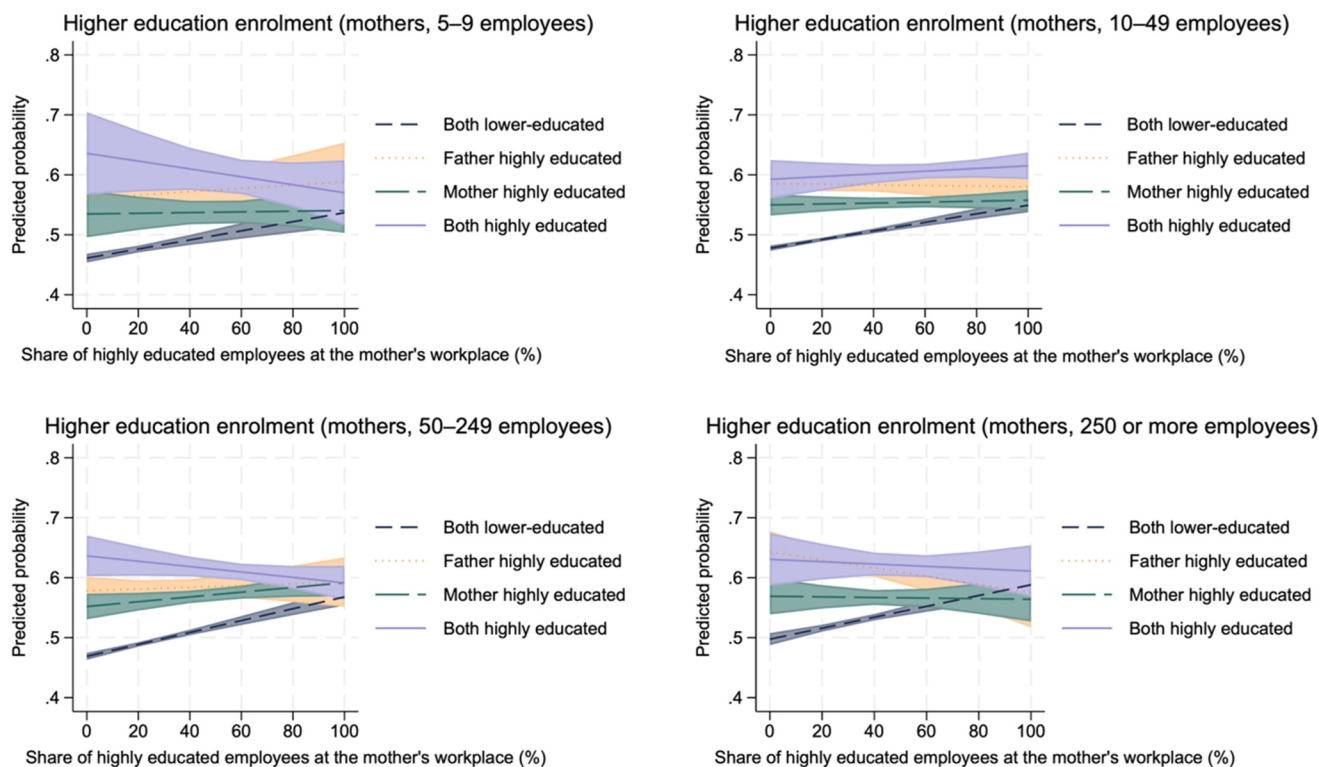 Higher education enrolment (mothers, 5–9 employees)
.8
.7
.6
.5
.4
Predicted probability
0 20 40 60 80 100
Share of highly educated employees at the mother's workplace (%)
Both lower-educated
Father highly educated
Mother highly educated
Both highly educated
Higher education enrolment (mothers, 10–49 employees)
.8
.7
.6
.5
.4
Predicted probability
0 20 40 60 80 100
Share of highly educated employees at the mother's workplace (%)
Both lower-educated
Father highly educated
Mother highly educated
Both highly educated
Higher education enrolment (mothers, 50–249 employees)
.8
.7
.6
.5
.4
Predicted probability
0 20 40 60 80 100
Share of highly educated employees at the mother's workplace (%)
Both lower-educated
Father highly educated
Mother highly educated
Both highly educated
Higher education enrolment (mothers, 250 or more employees)
.8
.7
.6
.5
.4
Predicted probability
0 20 40 60 80 100
Share of highly educated employees at the mother's workplace (%)
Both lower-educated
Father highly educated
Mother highly educated
Both highly educated